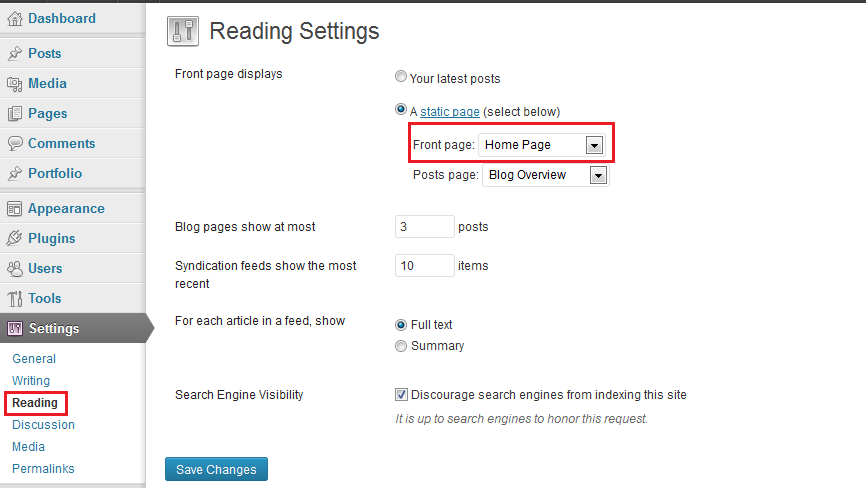 Dashboard
Posts
Media
Pages
Comments
Portfolio
Appearance
Plugins
Users
Tools
Settings
General
Writing
Reading
Discussion
Media
Permalinks
Reading Settings
Front page displays
Your latest posts
A static page (select below)
Front page: Home Page
Posts page: Blog Overview
Blog pages show at most
3 posts
Syndication feeds show the most
recent
10 items
For each article in a feed, show
Full text
Summary
Search Engine Visibility
Discourage search engines from indexing this site
It is up to search engines to honor this request.
Save Changes